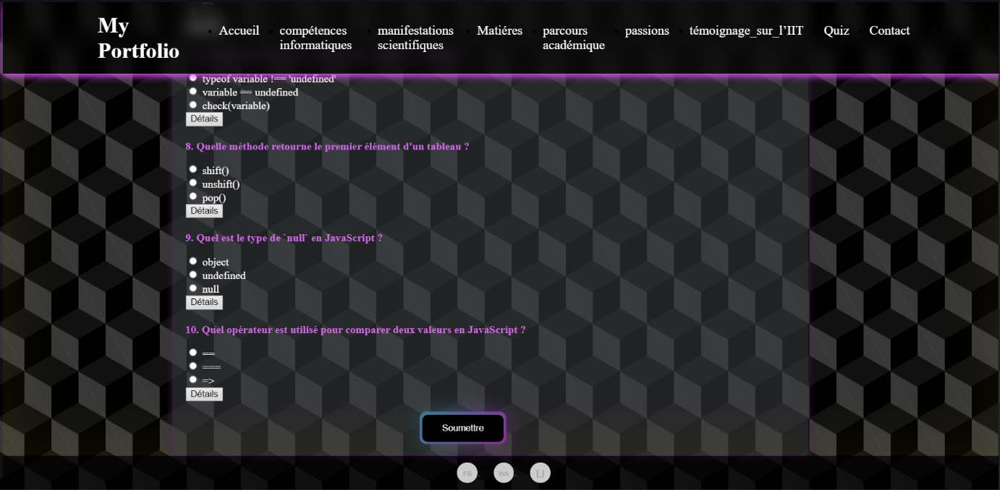 My
Portfolio
Accueil
compétences
informatiques
manifestations
scientifiques
Matiéres
parcours
académique
passions
témoignage_sur_l’IIT
Quiz
Contact
typeof variable !== 'undefined'
variable == undefined
check(variable)
Détails
8. Quelle méthode retourne le premier élément d'un tableau ?
shift()
unshift()
pop()
Détails
9. Quel est le type de `null` en JavaScript ?
object
undefined
null
Détails
10. Quel opérateur est utilisé pour comparer deux valeurs en JavaScript ?
==
===
=>
Détails
Soumettre
FB
WA
LI